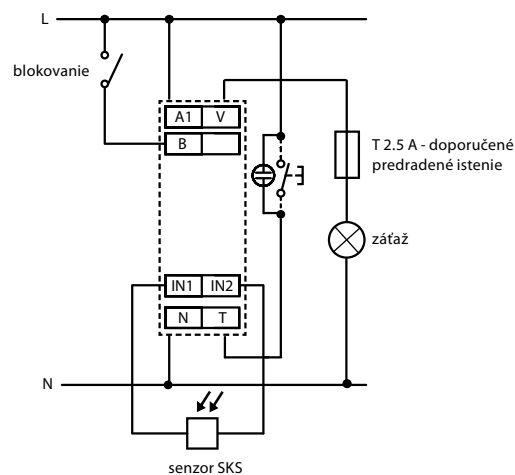 L
blokovanie
A1 V
B
T 2.5 A - doporučené
predradené istenie
záťaž
IN1 IN2
N T
N
senzor SKS